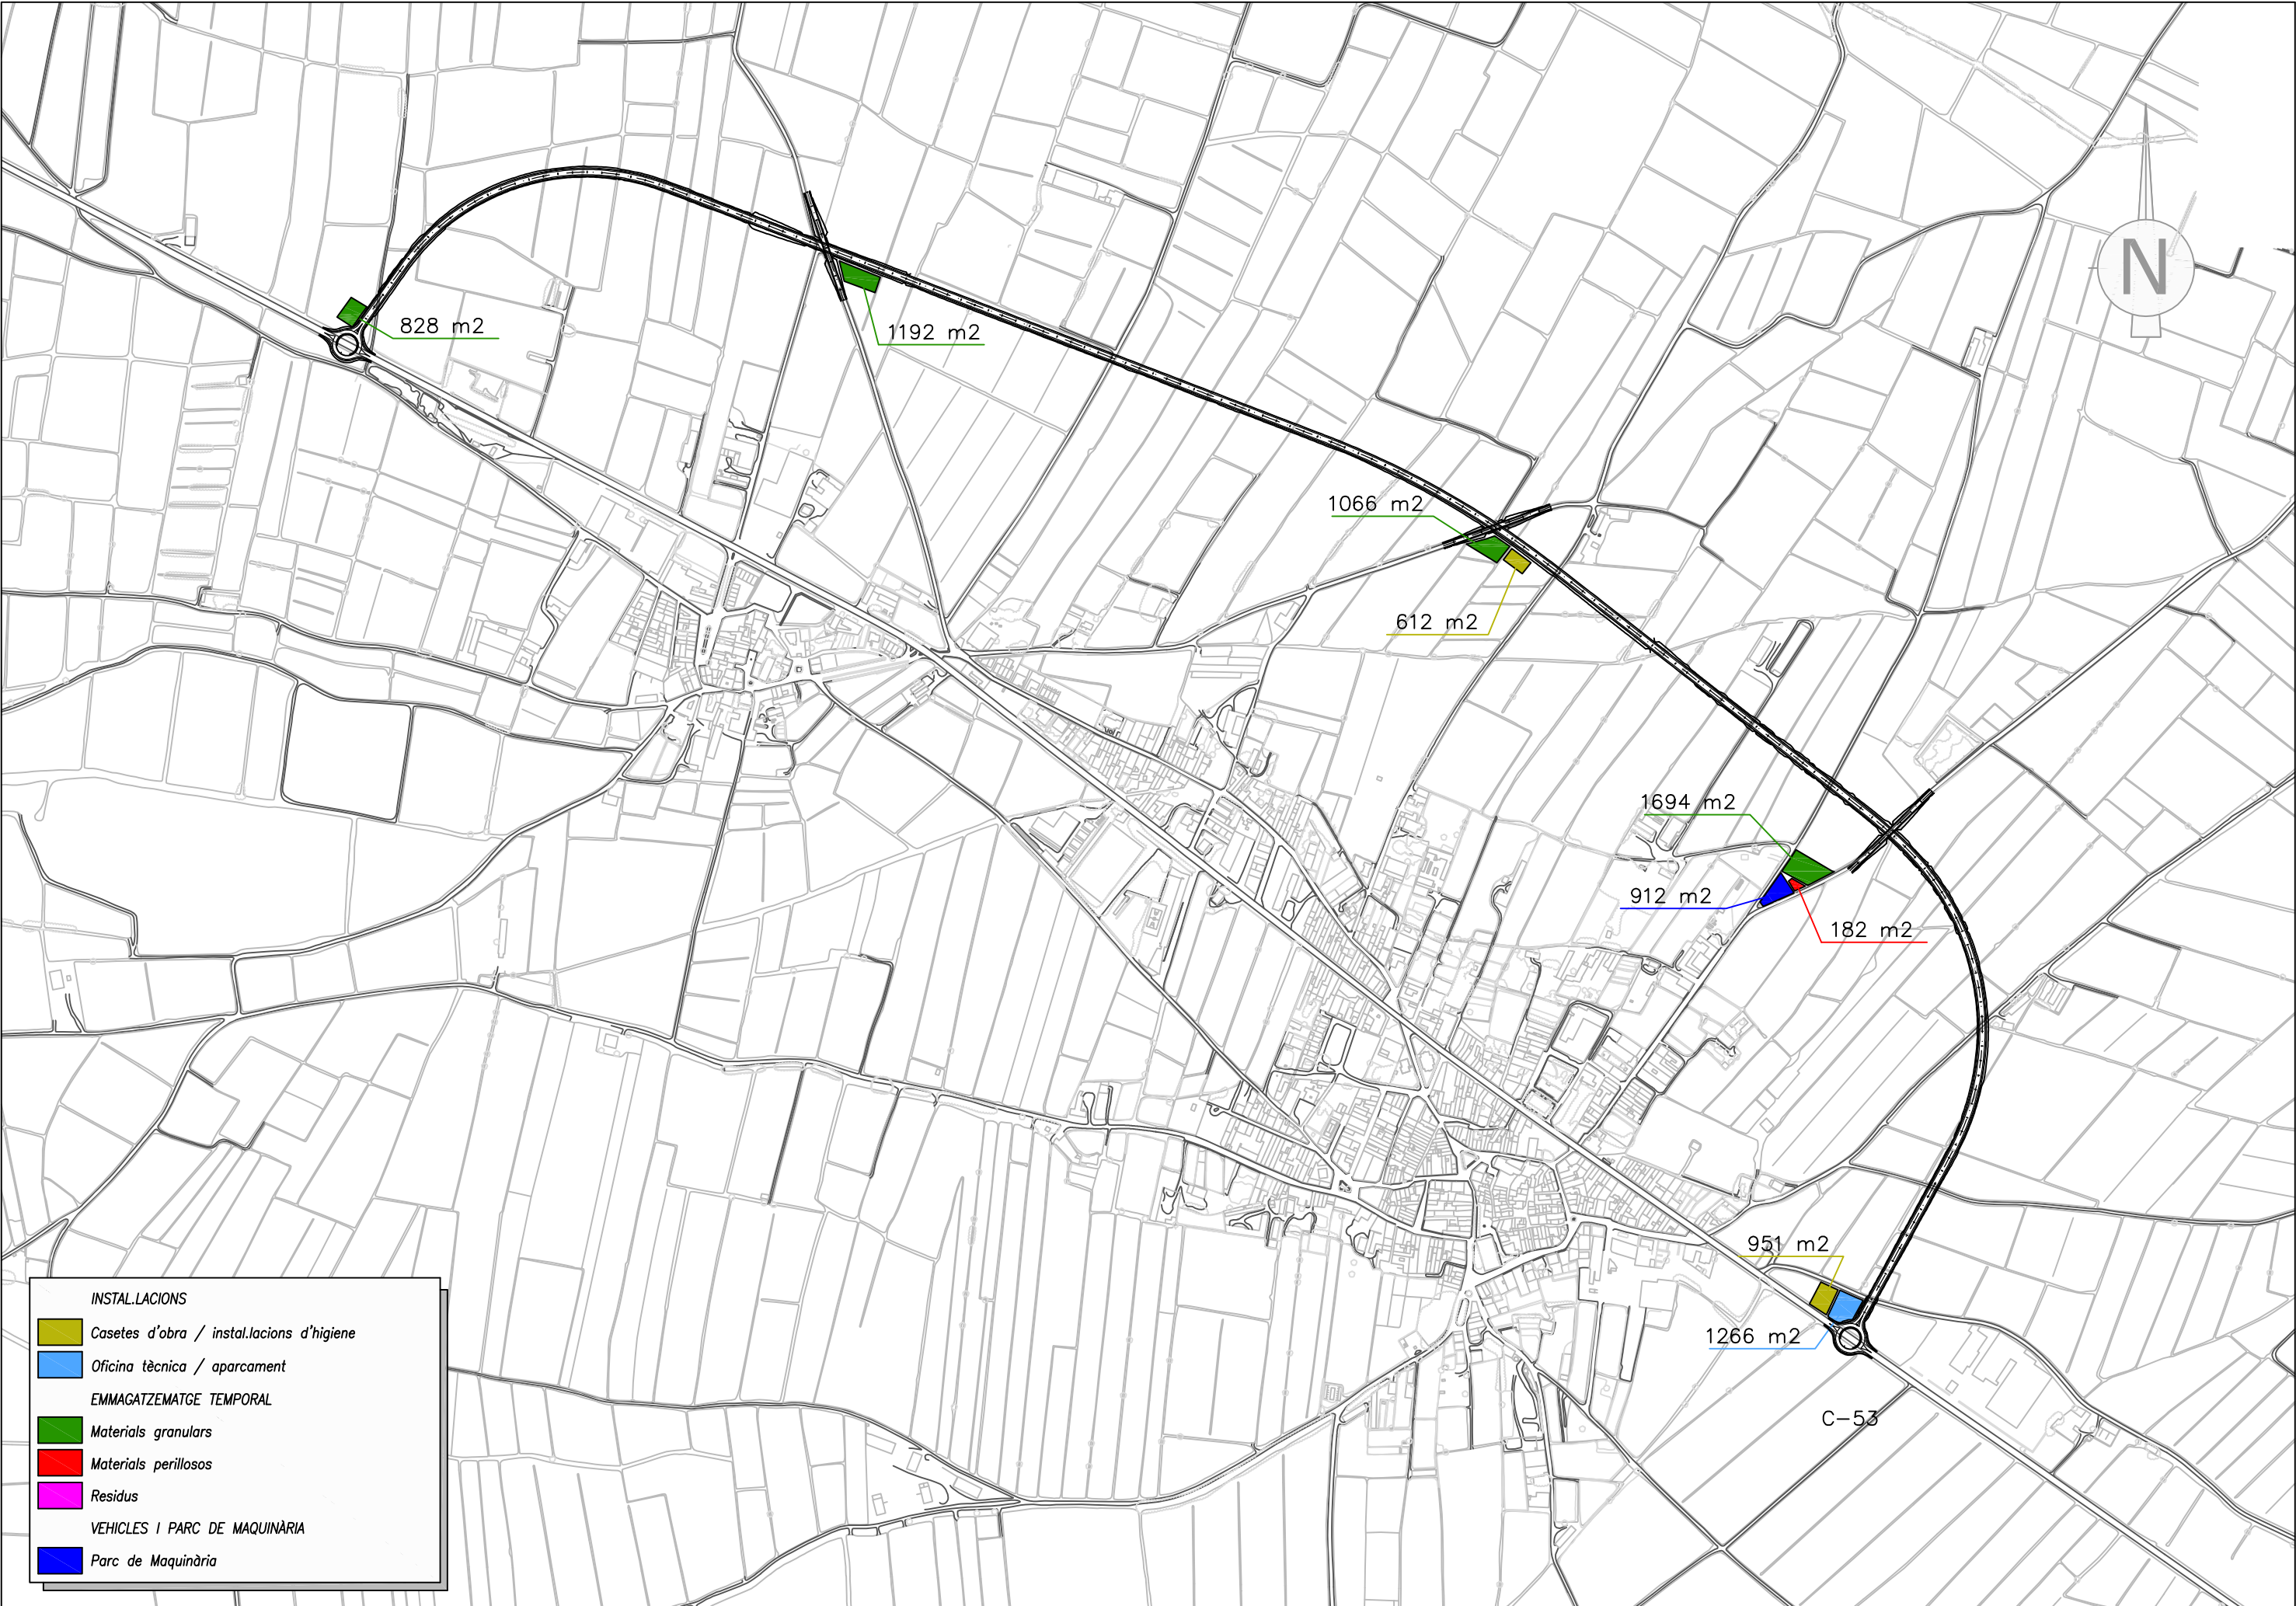 N
828 m2
1192 m2
1066 m2
612 m2
1694 m2
912 m2
182 m2
951 m2
1266 m2
C-53
INSTAL.LACIONS
Casetes d'obra / instal.lacions d'higiene
Oficina tècnica / aparcament
EMMAGATZEMATGE TEMPORAL
Materials granulars
Materials perillosos
Residus
VEHICLES I PARC DE MAQUINÀRIA
Parc de Maquinària